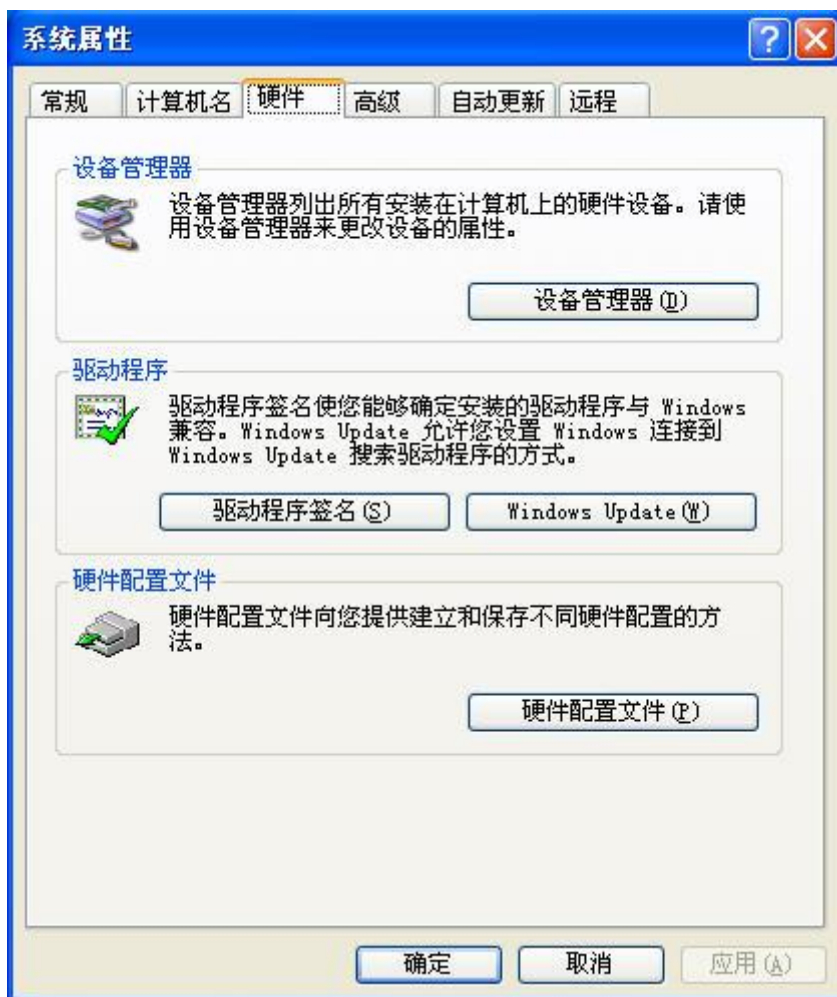 系统属性
常规 计算机名 硬件 高级 自动更新 远程
设备管理器
设备管理器列出所有安装在计算机上的硬件设备。请使
用设备管理器来更改设备的属性。
设备管理器(D)
驱动程序
驱动程序签名使您能够确定安装的驱动程序与 Windows
兼容。Windows Update 允许您设置 Windows 连接到
Windows Update 搜索驱动程序的方式。
驱动程序签名(S) Windows Update(W)
硬件配置文件
硬件配置文件向您提供建立和保存不同硬件配置的方
法。
硬件配置文件(P)
确定 取消 应用(A)